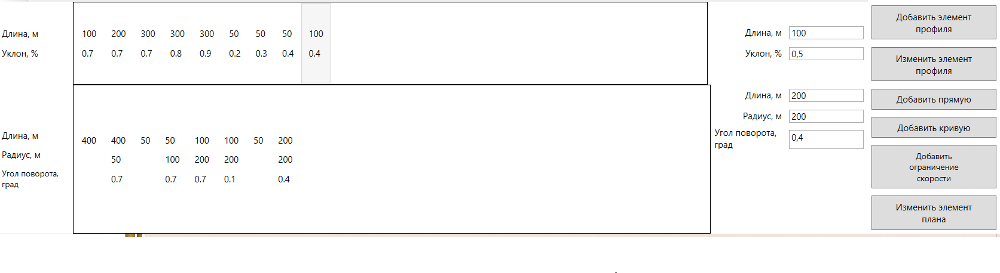 Длина, м 100 200 300 300 300 50 50 50 100
Уклон, % 0.7 0.7 0.7 0.8 0.9 0.2 0.3 0.4 0.4
Длина, м 100
Уклон, % 0,5
Добавить элемент
профиля
Изменить элемент
профиля
Длина, м 400 400 50 50 100 100 50 200
Радиус, м 50 100 200 200 200
Угол поворота,
град
0.7 0.7 0.7 0.1 0.4
Длина, м 200
Радиус, м 200
Угол поворота,
град
0,4
Добавить прямую
Добавить кривую
Добавить
ограничение
скорости
Изменить элемент
плана